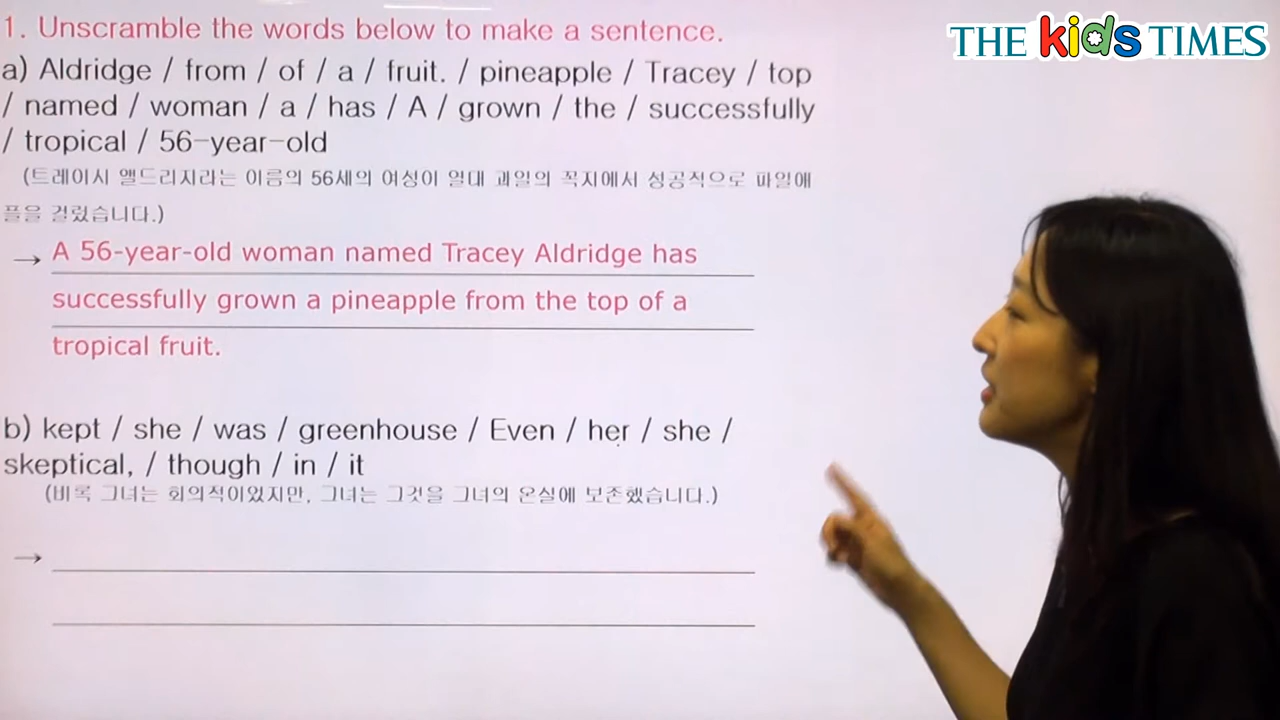 THE kids TIMES
1. Unscramble the words below to make a sentence.
a) Aldridge / from / of / a / fruit. / pineapple / Tracey / top
/ named / woman / a / has / A / grown / the / successfully
/ tropical / 56-year-old
(트레이시 앨드리지라는 이름의 56세의 여성이 열대 과일의 꼭지에서 성공적으로 파인애
플을 길렀습니다.)
→ A 56-year-old woman named Tracey Aldridge has
successfully grown a pineapple from the top of a
tropical fruit.
b) kept / she / was / greenhouse / Even / her / she /
skeptical, / though / in / it
(비록 그녀는 회의적이었지만, 그녀는 그것을 그녀의 온실에 보존했습니다.)
→